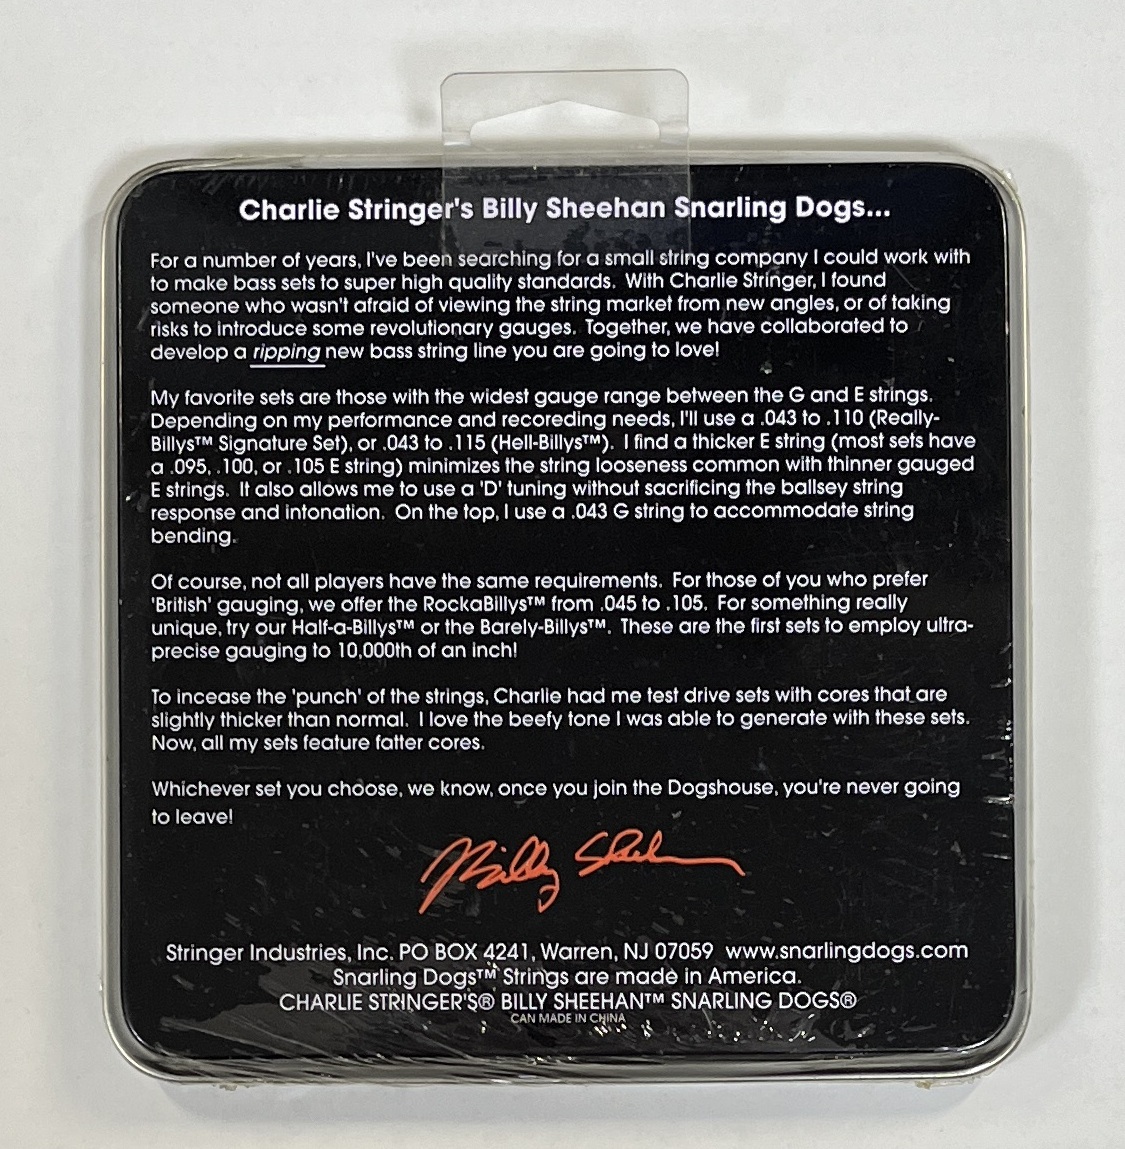 Charlie Stringer's Billy Sheehan Snarling Dogs...
For a number of years, I've been searching for a small string company I could work with
to make bass sets to super high quality standards. With Charlie Stringer, I found
someone who wasn't afraid of viewing the string market from new angles, or of taking
risks to introduce some revolutionary gauges. Together, we have collaborated to
develop a ripping new bass string line you are going to love!
My favorite sets are those with the widest gauge range between the G and E strings.
Depending on my performance and recoreding needs, I'll use a .043 to .110 (Really-
Billys™ Signature Set), or .043 to .115 (Hell-Billys™). I find a thicker E string (most sets have
a .095, .100, or .105 E string) minimizes the string looseness common with thinner gauged
E strings. It also allows me to use a 'D' tuning without sacrificing the ballsey string
response and intonation. On the top, I use a .043 G string to accommodate string
bending.
Of course, not all players have the same requirements. For those of you who prefer
'British' gauging, we offer the RockaBillys™ from .045 to .105. For something really
unique, try our Half-a-Billys™ or the Barely-Billys™. These are the first sets to employ ultra-
precise gauging to 10,000th of an inch!
To incease the 'punch' of the strings, Charlie had me test drive sets with cores that are
slightly thicker than normal. I love the beefy tone I was able to generate with these sets.
Now, all my sets feature fatter cores.
Whichever set you choose, we know, once you join the Dogshouse, you're never going
to leave!
Billy Sheehan
Stringer Industries, Inc. PO BOX 4241, Warren, NJ 07059 www.snarlingdogs.com
Snarling Dogs™ Strings are made in America.
CHARLIE STRINGER'S® BILLY SHEEHAN™ SNARLING DOGS®
CAN MADE IN CHINA